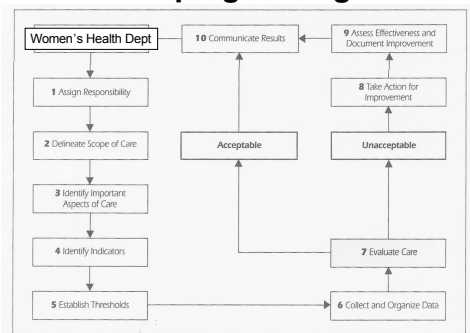 Women's Health Dept
10 Communicate Results
9 Assess Effectiveness and
Document Improvement
1 Assign Responsibility
8 Take Action for
Improvement
2 Delineate Scope of Care
Acceptable
Unacceptable
3 Identify Important
Aspects of Care
4 Identify Indicators
7 Evaluate Care
5 Establish Thresholds
6 Collect and Organize Data